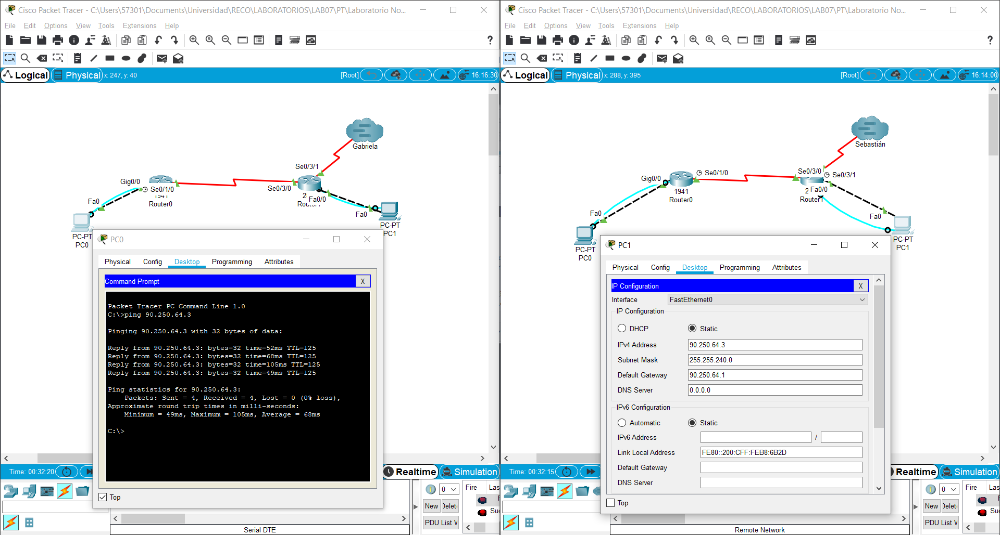 Cisco Packet Tracer - C:\Users\57301\Documents\Universidad\RECO\LABORATORIOS\LAB07\PT\Laboratorio No...
File Edit Options View Tools Extensions Help
?
Logical Physical x: 247, y: 40 [Root] 16:16:30
Gabriela
Se0/3/1
Gig0/0
Se0/1/0
Se0/3/0
1941
Router0
2
Fa0/0
Fa0
Fa0
PC-PT
PC0
PC-PT
PC1
PC0
Physical Config Desktop Programming Attributes
Command Prompt X
Packet Tracer PC Command Line 1.0
C:\>ping 90.250.64.3
Pinging 90.250.64.3 with 32 bytes of data:
Reply from 90.250.64.3: bytes=32 time=52ms TTL=125
Reply from 90.250.64.3: bytes=32 time=68ms TTL=125
Reply from 90.250.64.3: bytes=32 time=105ms TTL=125
Reply from 90.250.64.3: bytes=32 time=49ms TTL=125
Ping statistics for 90.250.64.3:
Packets: Sent = 4, Received = 4, Lost = 0 (0% loss),
Approximate round trip times in milli-seconds:
Minimum = 49ms, Maximum = 105ms, Average = 68ms
C:\>
Top
Time: 00:32:20
Realtime Simulation
0
Fire Las
New Delet
Suc
PDU List W
Serial DTE
Cisco Packet Tracer - C:\Users\57301\Documents\Universidad\RECO\LABORATORIOS\LAB07\PT\Laboratorio No...
File Edit Options View Tools Extensions Help
?
Logical Physical x: 288, y: 395 [Root] 16:14:00
Sebastián
Se0/1/0
Se0/3/0
Se0/3/1
Gig0/0
1941
Router0
2
Fa0/0
Router1
Fa0
Fa0
PC-PT
PC0
PC-PT
PC1
PC1
Physical Config Desktop Programming Attributes
IP Configuration X
Interface FastEthernet0
IP Configuration
DHCP Static
IPv4 Address 90.250.64.3
Subnet Mask 255.255.240.0
Default Gateway 90.250.64.1
DNS Server 0.0.0.0
IPv6 Configuration
Automatic Static
IPv6 Address /
Link Local Address FE80::200:CFF:FEB8:6B2D
Default Gateway
DNS Server
Top
Time: 00:32:15
Realtime Simulation
0
Fire Las
New Delet
Suc
PDU List W
Remote Network